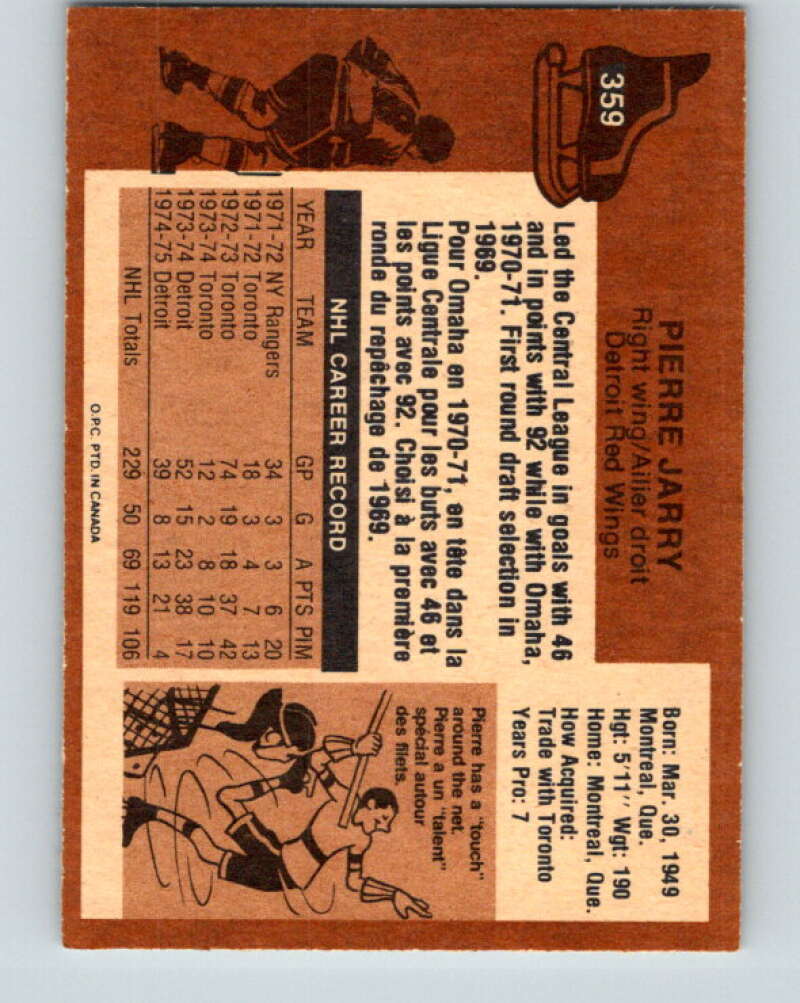 359
PIERRE JARRY
Right wing/Ailier droit
Detroit Red Wings
Born: Mar. 30, 1949
Montreal, Que.
Hgt: 5'11" Wgt: 190
Home: Montreal, Que.
How Acquired:
Trade with Toronto
Years Pro: 7
Led the Central League in goals with 46
and in points with 92 while with Omaha,
1970-71. First round draft selection in
1969.
Pour Omaha en 1970-71, en tête dans la
Ligue Centrale pour les buts avec 46 et
les points avec 92. Choisi à la première
ronde du repêchage de 1969.
NHL CAREER RECORD
YEAR TEAM GP G A PTS PIM
1971-72 NY Rangers 34 3 3 6 20
1971-72 Toronto 18 3 4 7 13
1972-73 Toronto 74 19 18 37 42
1973-74 Toronto 12 2 8 10 10
1973-74 Detroit 52 15 23 38 17
1974-75 Detroit 39 8 13 21 4
NHL Totals 229 50 69 119 106
Pierre has a "touch"
around the net.
Pierre a un "talent"
spécial autour
des filets.
O.P.C. PTD. IN CANADA